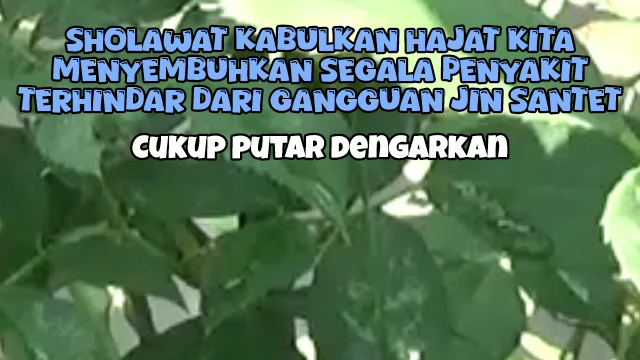 SHOLAWAT KABULKAN HAJAT KITA
MENYEMBUHKAN SEGALA PENYAKIT
TERHINDAR DARI GANGGUAN JIN SANTET
CUKUP PUTAR DENGARKAN